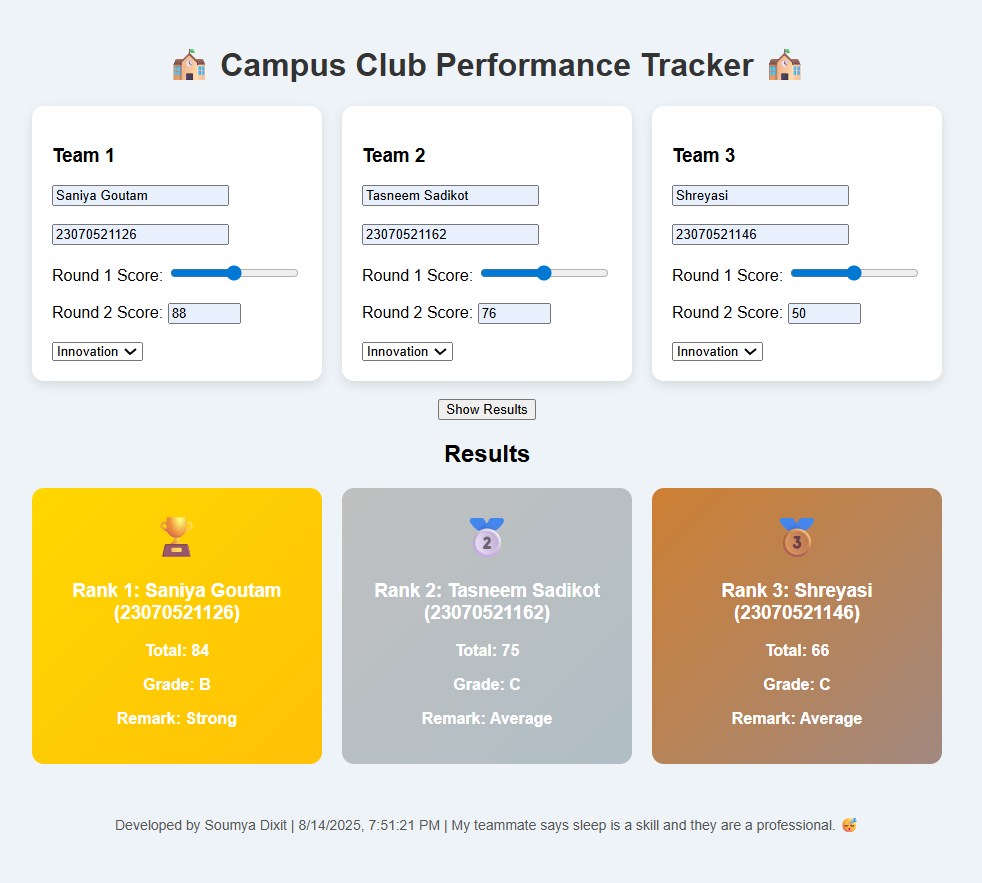 Campus Club Performance Tracker
Team 1
Saniya Goutam
23070521126
Round 1 Score:
Round 2 Score: 88
Innovation
Team 2
Tasneem Sadikot
23070521162
Round 1 Score:
Round 2 Score: 76
Innovation
Team 3
Shreyasi
23070521146
Round 1 Score:
Round 2 Score: 50
Innovation
Show Results
Results
Rank 1: Saniya Goutam
(23070521126)
Total: 84
Grade: B
Remark: Strong
2
Rank 2: Tasneem Sadikot
(23070521162)
Total: 75
Grade: C
Remark: Average
3
Rank 3: Shreyasi
(23070521146)
Total: 66
Grade: C
Remark: Average
Developed by Soumya Dixit | 8/14/2025, 7:51:21 PM | My teammate says sleep is a skill and they are a professional. 😴